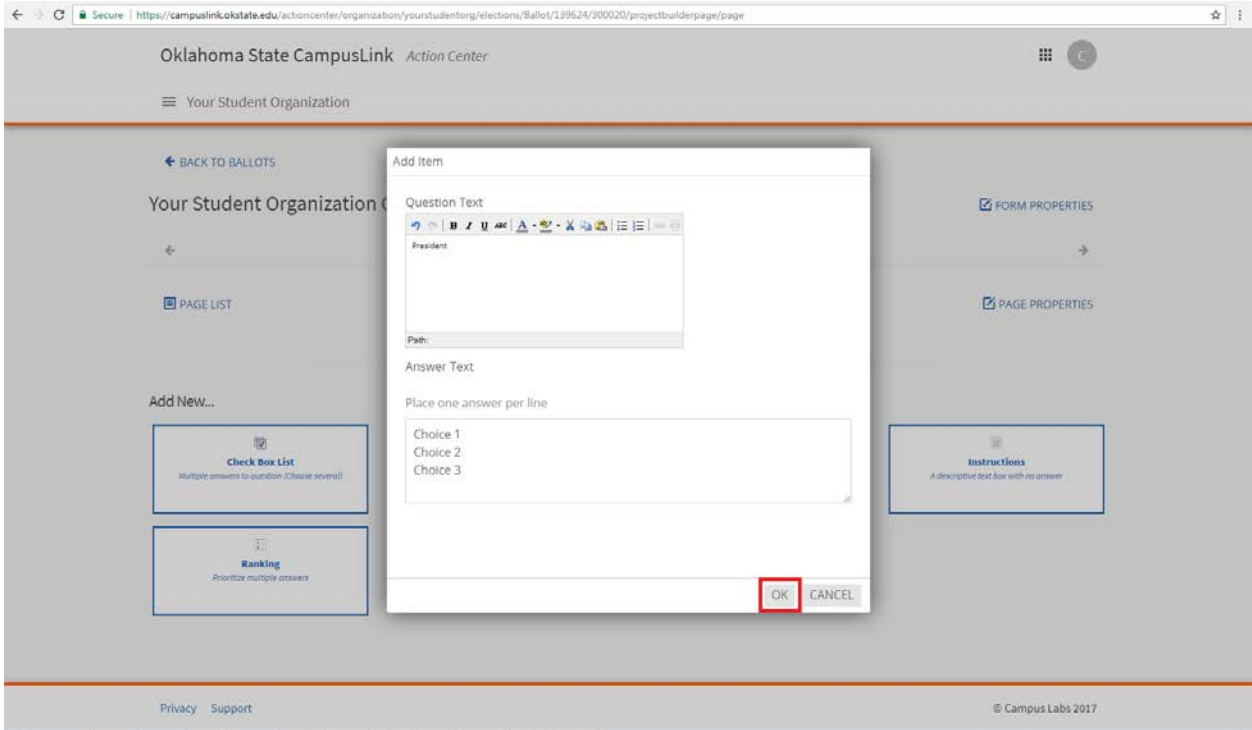 Secure | https://campuslink.okstate.edu/actioncenter/organization/yourstudentorg/elections/Ballot/139624/300020/projectbuilderpage/page
Oklahoma State CampusLink Action Center
C
Your Student Organization
BACK TO BALLOTS
Add Item
Your Student Organization
Question Text
FORM PROPERTIES
B I U ABC A
President
PAGE LIST
PAGE PROPERTIES
Path:
Answer Text
Add New...
Place one answer per line
Choice 1
Choice 2
Choice 3
Check Box List
Multiple answers to question (Choose several)
Instructions
A descriptive text box with no answer
Ranking
Prioritize multiple answers
OK CANCEL
Privacy Support
© Campus Labs 2017